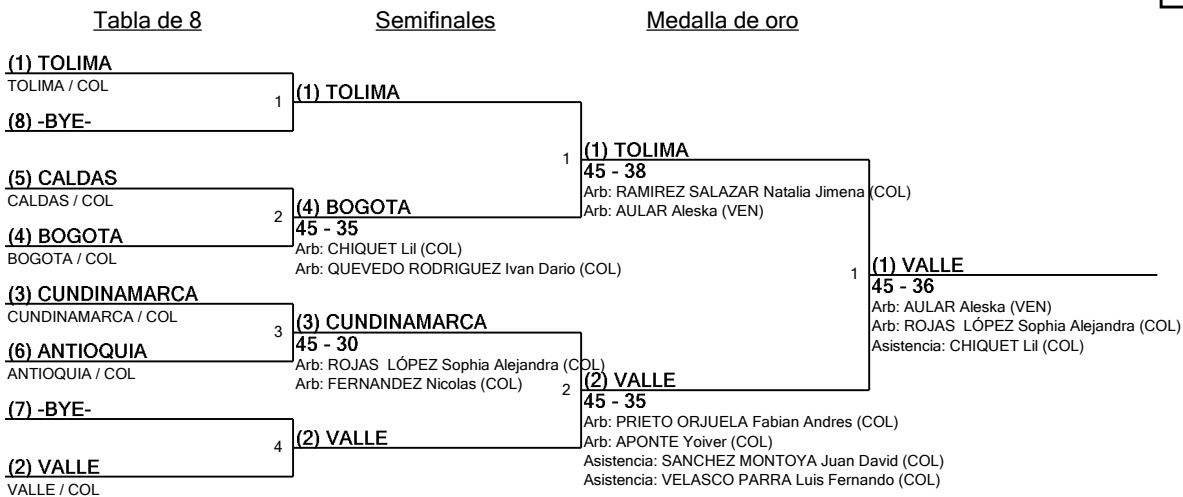 Tabla de 8
Semifinales
Medalla de oro
(1) TOLIMA
TOLIMA / COL
(8) -BYE-
(5) CALDAS
CALDAS / COL
(4) BOGOTA
BOGOTA / COL
(3) CUNDINAMARCA
CUNDINAMARCA / COL
(6) ANTIOQUIA
ANTIOQUIA / COL
(7) -BYE-
(2) VALLE
VALLE / COL
1
(1) TOLIMA
2
(4) BOGOTA
45 - 35
Arb: CHIQUET Lil (COL)
Arb: QUEVEDO RODRIGUEZ Ivan Dario (COL)
3
(3) CUNDINAMARCA
45 - 30
Arb: ROJAS  LÓPEZ Sophia Alejandra (COL)
Arb: FERNANDEZ Nicolas (COL)
4
(2) VALLE
1
(1) TOLIMA
45 - 38
Arb: RAMIREZ SALAZAR Natalia Jimena (COL)
Arb: AULAR Aleska (VEN)
2
(2) VALLE
45 - 35
Arb: PRIETO ORJUELA Fabian Andres (COL)
Arb: APONTE Yoiver (COL)
Asistencia: SANCHEZ MONTOYA Juan David (COL)
Asistencia: VELASCO PARRA Luis Fernando (COL)
1
(1) VALLE
45 - 36
Arb: AULAR Aleska (VEN)
Arb: ROJAS  LÓPEZ Sophia Alejandra (COL)
Asistencia: CHIQUET Lil (COL)